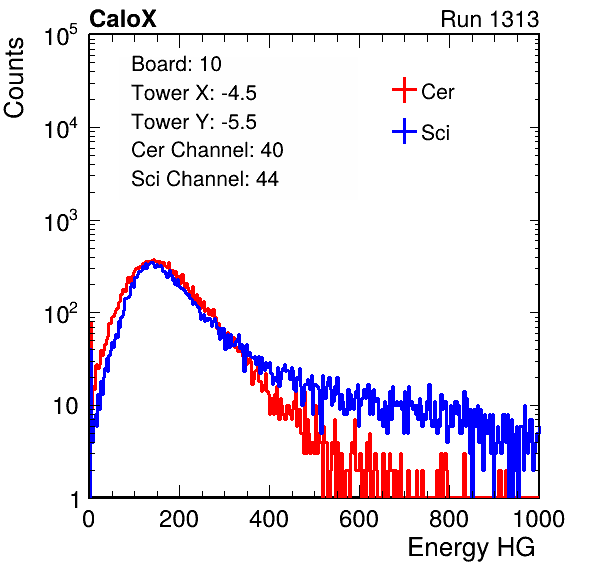 CaloX Run 1313
Counts
10^5
10^4
10^3
10^2
10
1
Board: 10
Tower X: -4.5
Tower Y: -5.5
Cer Channel: 40
Sci Channel: 44
Cer
Sci
0 200 400 600 800 1000
Energy HG